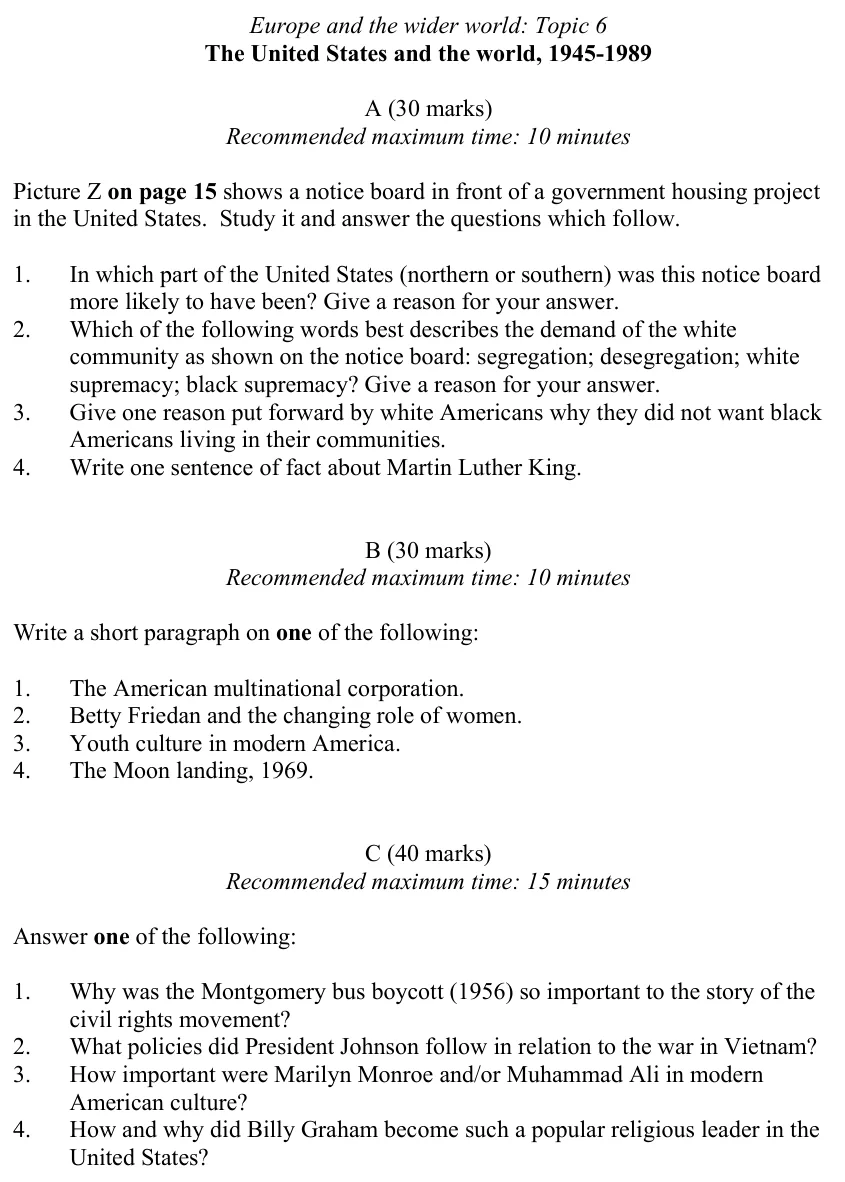 Europe and the wider world: Topic 6
The United States and the world, 1945-1989
A (30 marks)
Recommended maximum time: 10 minutes
Picture Z on page 15 shows a notice board in front of a government housing project
in the United States. Study it and answer the questions which follow.
1. In which part of the United States (northern or southern) was this notice board
more likely to have been? Give a reason for your answer.
2. Which of the following words best describes the demand of the white
community as shown on the notice board: segregation; desegregation; white
supremacy; black supremacy? Give a reason for your answer.
3. Give one reason put forward by white Americans why they did not want black
Americans living in their communities.
4. Write one sentence of fact about Martin Luther King.
B (30 marks)
Recommended maximum time: 10 minutes
Write a short paragraph on one of the following:
1. The American multinational corporation.
2. Betty Friedan and the changing role of women.
3. Youth culture in modern America.
4. The Moon landing, 1969.
C (40 marks)
Recommended maximum time: 15 minutes
Answer one of the following:
1. Why was the Montgomery bus boycott (1956) so important to the story of the
civil rights movement?
2. What policies did President Johnson follow in relation to the war in Vietnam?
3. How important were Marilyn Monroe and/or Muhammad Ali in modern
American culture?
4. How and why did Billy Graham become such a popular religious leader in the
United States?